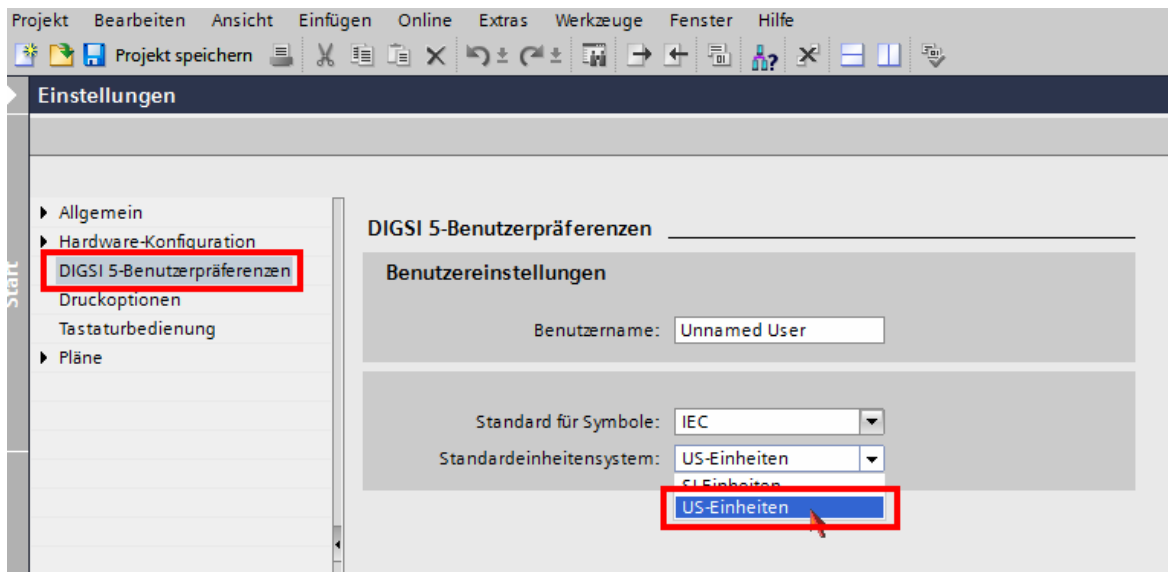 Projekt Bearbeiten Ansicht Einfügen Online Extras Werkzeuge Fenster Hilfe
Projekt speichern
Einstellungen
Start
Allgemein
Hardware-Konfiguration
DIGSI 5-Benutzerpräferenzen
Druckoptionen
Tastaturbedienung
Pläne
DIGSI 5-Benutzerpräferenzen
Benutzereinstellungen
Benutzername: Unnamed User
Standard für Symbole: IEC
Standardeinheitensystem: US-Einheiten
SI-Einheiten
US-Einheiten